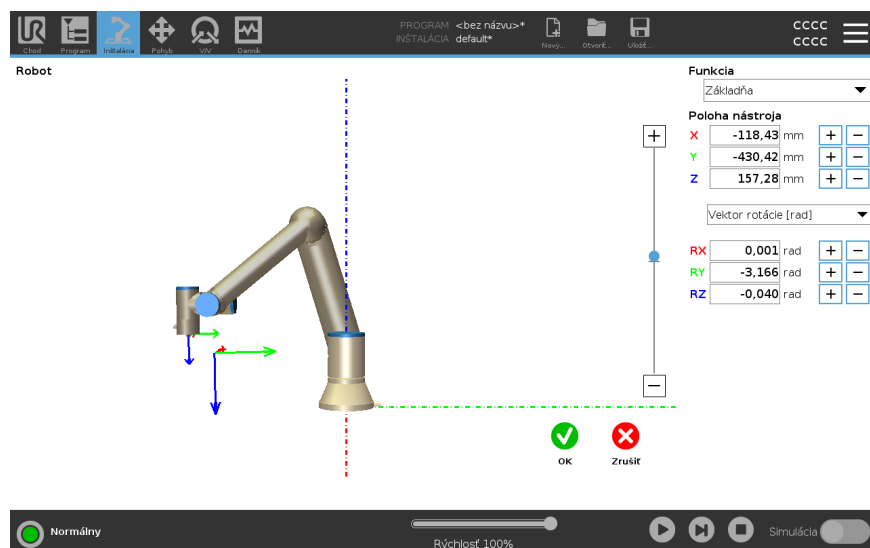 PROGRAM <bez názvu>*
INŠTALÁCIA default*
CCCC
CCCC
Chod
Program
Inštalácia
Pohyb
V/V
Denník
Nový...
Otvoriť...
Uložiť...
Robot
Funkcia
Základňa
Poloha nástroja
X -118,43 mm + −
Y -430,42 mm + −
Z 157,28 mm + −
Vektor rotácie [rad]
RX 0,001 rad + −
RY -3,166 rad + −
RZ -0,040 rad + −
+
−
OK
Zrušiť
Normálny
Rýchlosť 100%
Simulácia